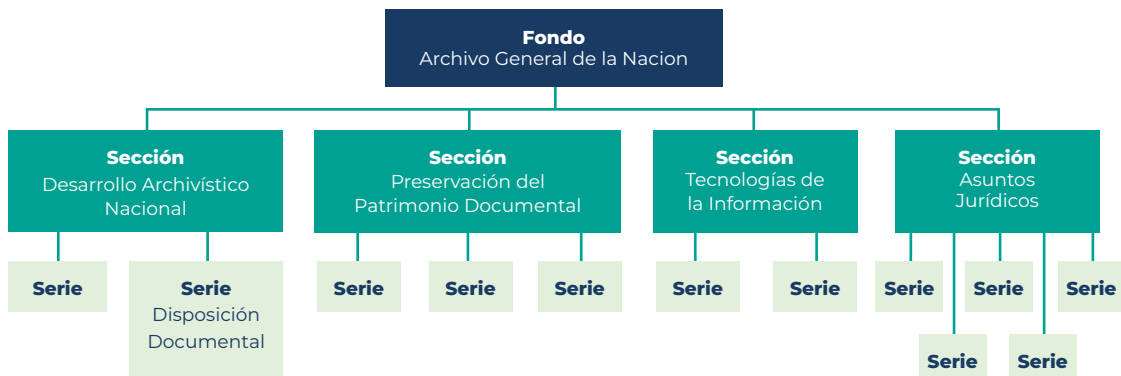 Fondo
Archivo General de la Nacion
Sección
Desarrollo Archivístico
Nacional
Sección
Preservación del
Patrimonio Documental
Sección
Tecnologías de
la Información
Sección
Asuntos
Jurídicos
Serie
Serie
Disposición
Documental
Serie
Serie
Serie
Serie
Serie
Serie
Serie
Serie
Serie
Serie